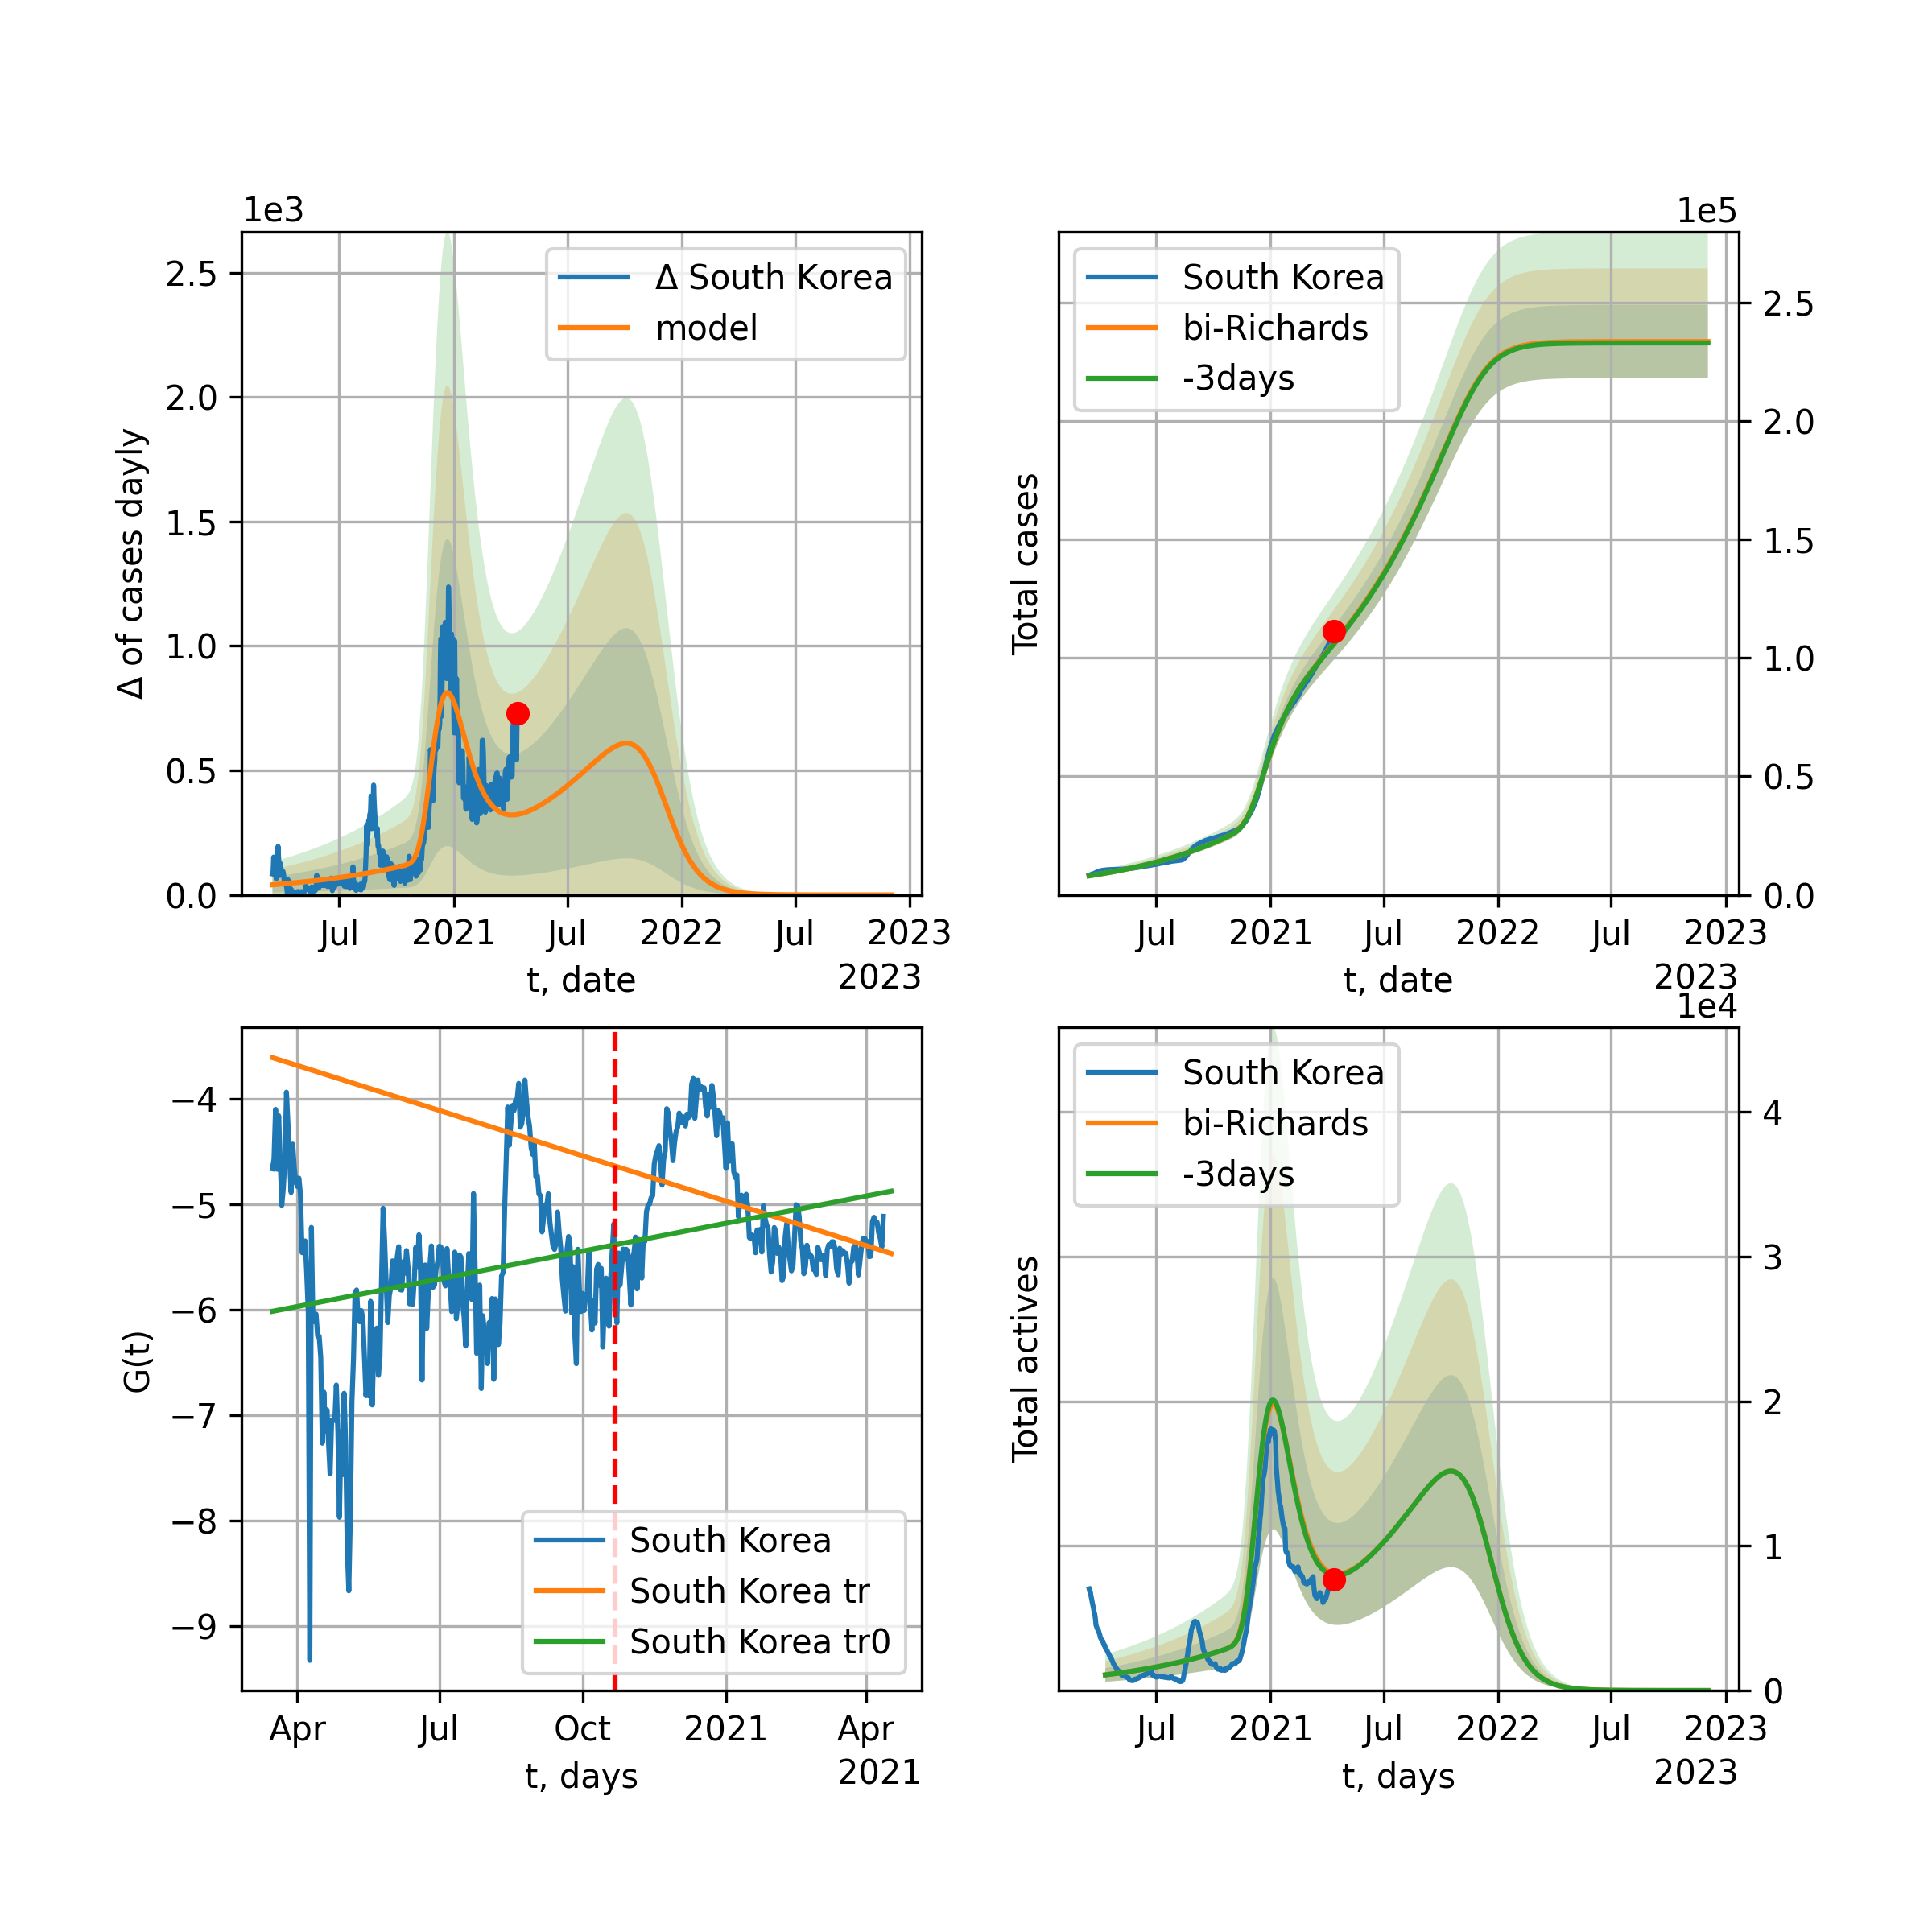 1e3
Δ of cases dayly
2.5
2.0
1.5
1.0
0.5
0.0
Δ South Korea
model
Jul 2021 Jul 2022 Jul 2023
t, date
2023
1e5
Total cases
South Korea
bi-Richards
-3days
2.5
2.0
1.5
1.0
0.5
0.0
Jul 2021 Jul 2022 Jul 2023
t, date
2023
G(t)
−4
−5
−6
−7
−8
−9
South Korea
South Korea tr
South Korea tr0
Apr Jul Oct 2021 Apr
t, days
2021
1e4
Total actives
South Korea
bi-Richards
-3days
4
3
2
1
0
Jul 2021 Jul 2022 Jul 2023
t, days
2023